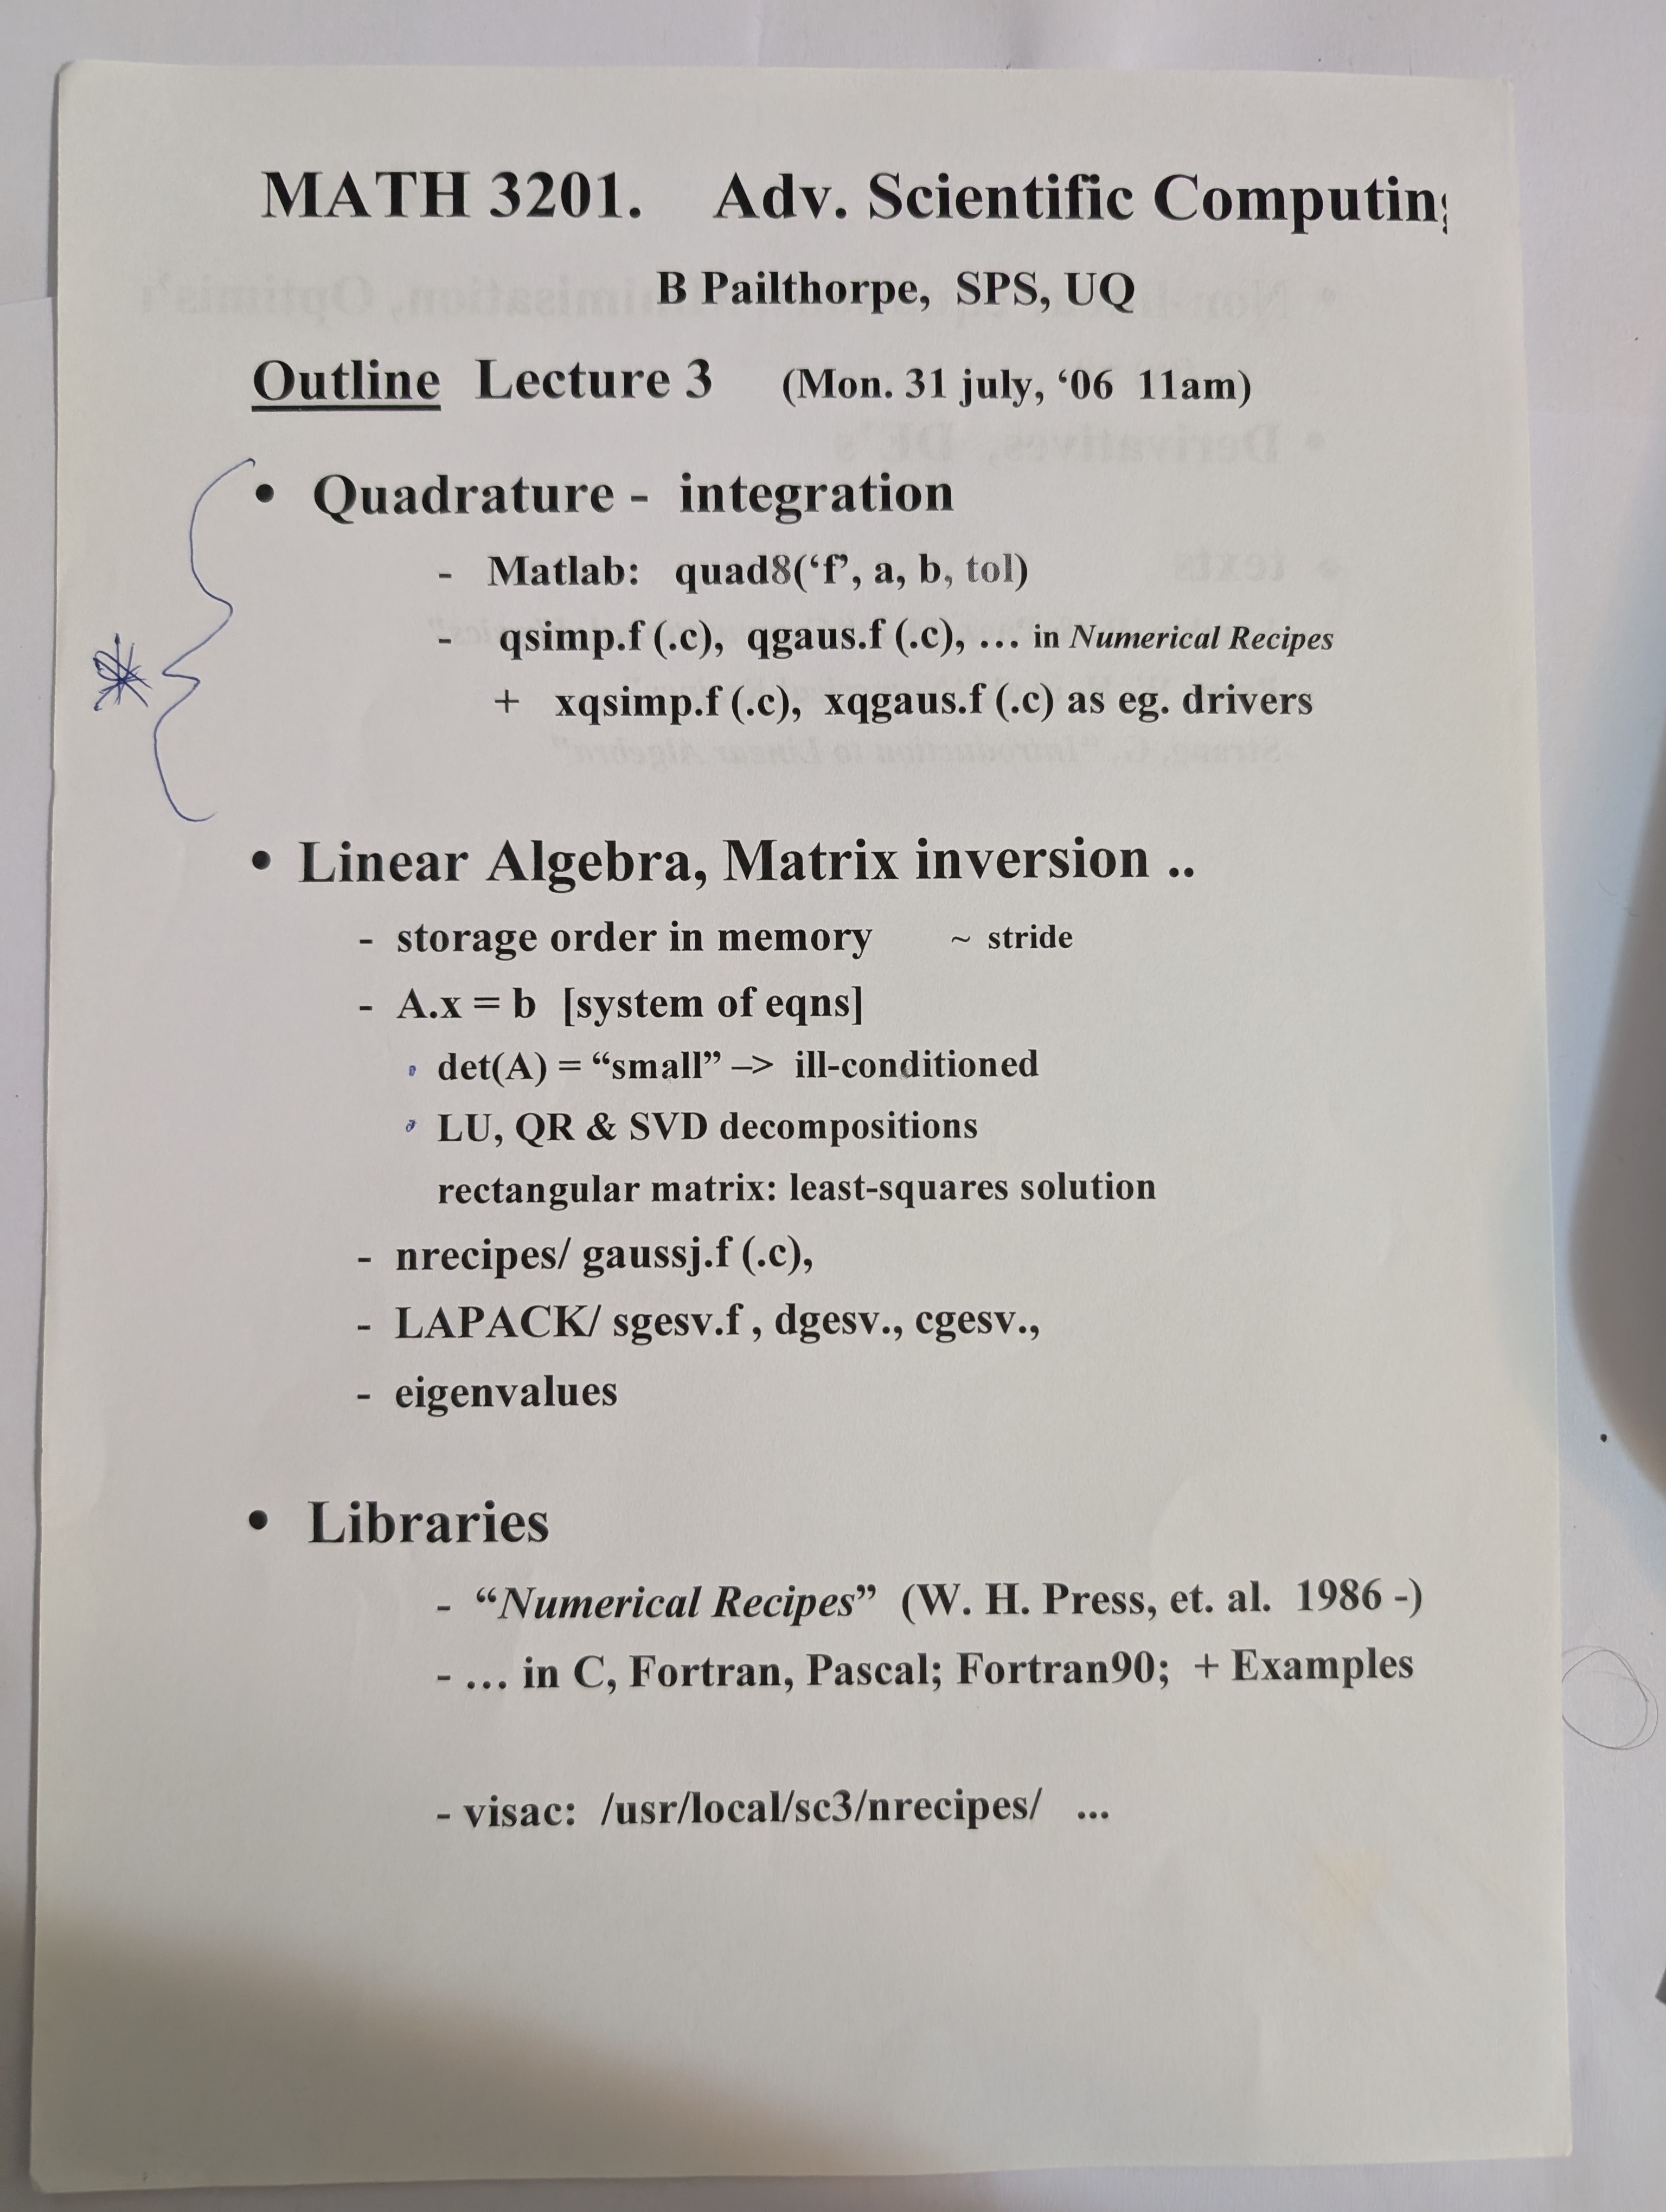 MATH 3201. Adv. Scientific Computin
B Pailthorpe, SPS, UQ
Outline Lecture 3 (Mon. 31 july, ‘06 11am)
• Quadrature - integration
- Matlab: quad8(‘f’, a, b, tol)
- qsimp.f (.c), qgaus.f (.c), … in Numerical Recipes
+ xqsimp.f (.c), xqgaus.f (.c) as eg. drivers
• Linear Algebra, Matrix inversion ..
- storage order in memory ~ stride
- A.x = b [system of eqns]
• det(A) = “small” –> ill-conditioned
• LU, QR & SVD decompositions
rectangular matrix: least-squares solution
- nrecipes/ gaussj.f (.c),
- LAPACK/ sgesv.f , dgesv., cgesv.,
- eigenvalues
• Libraries
- “Numerical Recipes” (W. H. Press, et. al. 1986 -)
- … in C, Fortran, Pascal; Fortran90; + Examples
- visac: /usr/local/sc3/nrecipes/ ...